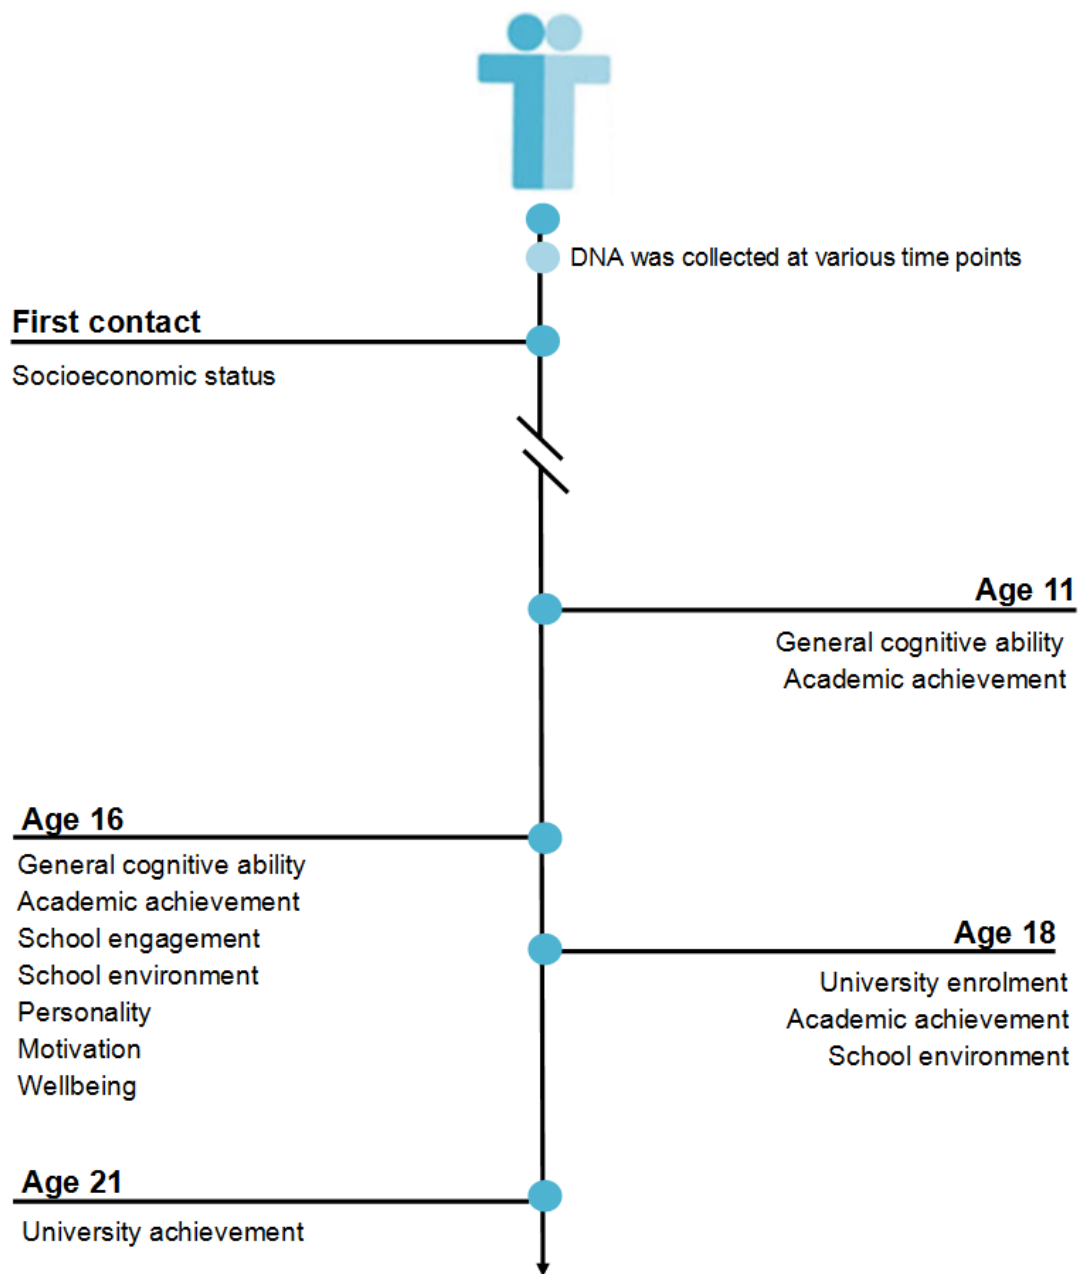 DNA was collected at various time points
First contact
Socioeconomic status
Age 11
General cognitive ability
Academic achievement
Age 16
General cognitive ability
Academic achievement
School engagement
School environment
Personality
Motivation
Wellbeing
Age 18
University enrolment
Academic achievement
School environment
Age 21
University achievement